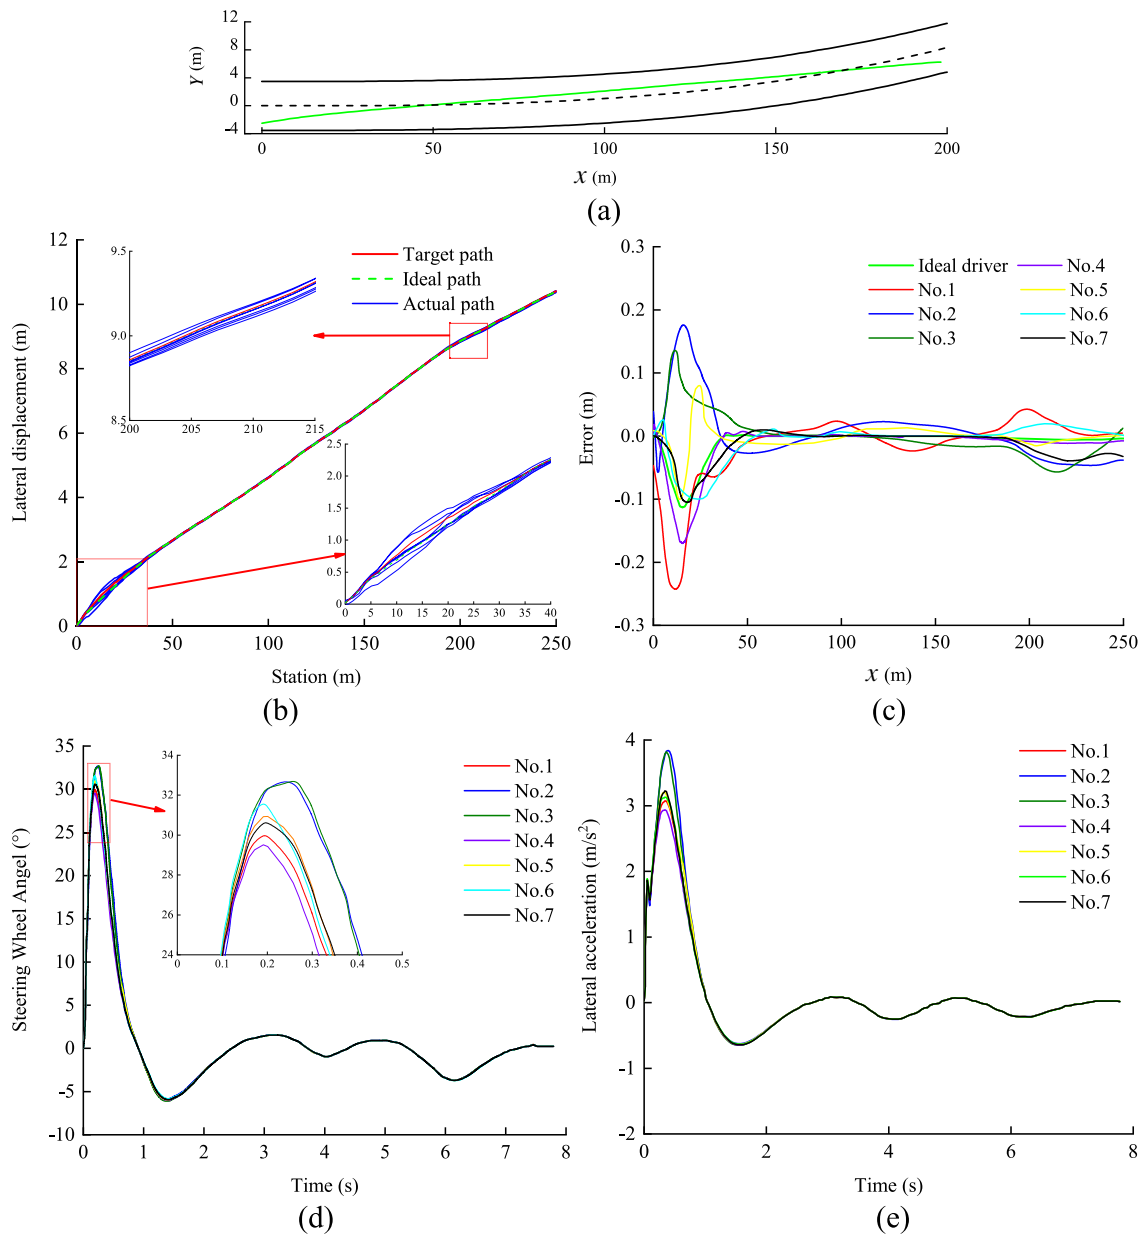 12
8
4
0
-4
Y (m)
0
50
100
150
200
x (m)
(a)
12
10
8
6
4
2
0
Lateral displacement (m)
0
50
100
150
200
250
Station (m)
9.5
9.0
8.5
200
205
210
215
Target path
Ideal path
Actual path
2.5
2.0
1.5
1.0
0.5
0
0
5
10
15
20
25
30
35
40
(b)
0.3
0.2
0.1
0.0
-0.1
-0.2
-0.3
Error (m)
0
50
100
150
200
250
x (m)
Ideal driver
No.1
No.2
No.3
No.4
No.5
No.6
No.7
(c)
35
30
25
20
15
10
5
0
-5
-10
Steering Wheel Angel (°)
0
1
2
3
4
5
6
7
8
Time (s)
34
32
30
28
26
24
0
0.1
0.2
0.3
0.4
0.5
No.1
No.2
No.3
No.4
No.5
No.6
No.7
(d)
4
3
2
1
0
-1
-2
Lateral acceleration (m/s²)
0
2
4
6
8
Time (s)
No.1
No.2
No.3
No.4
No.5
No.6
No.7
(e)